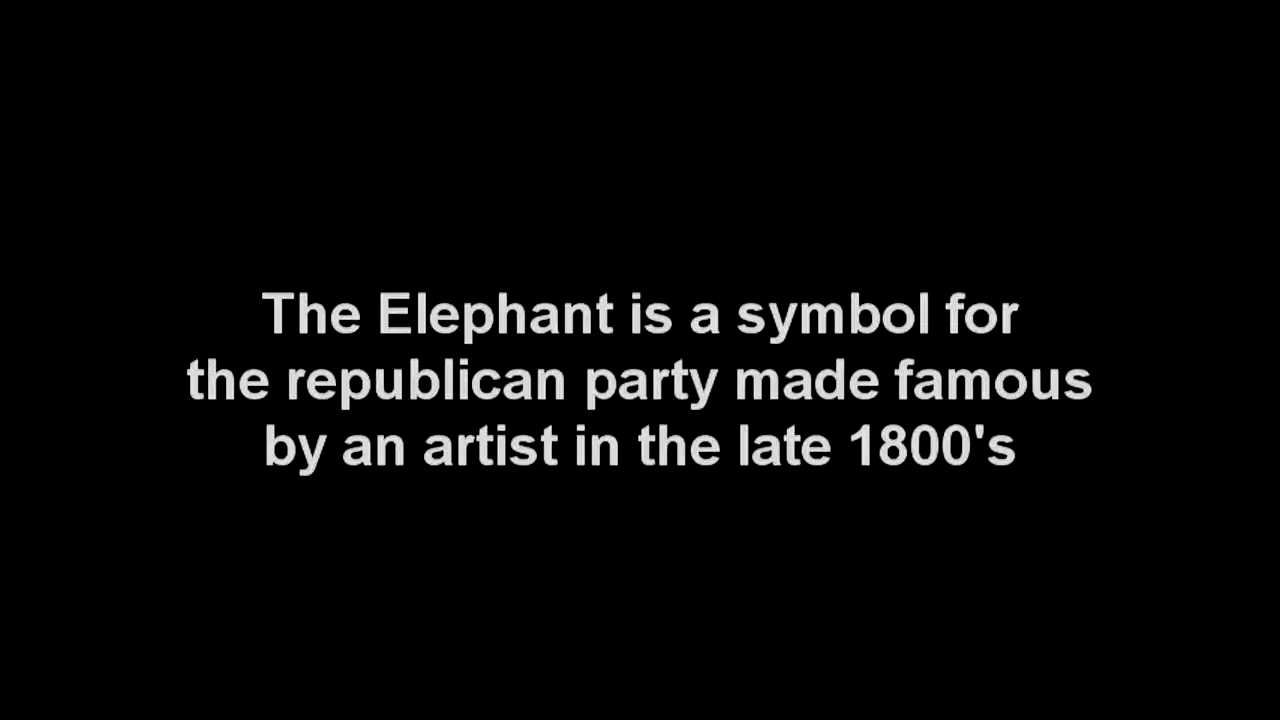 The Elephant is a symbol for
the republican party made famous
by an artist in the late 1800's